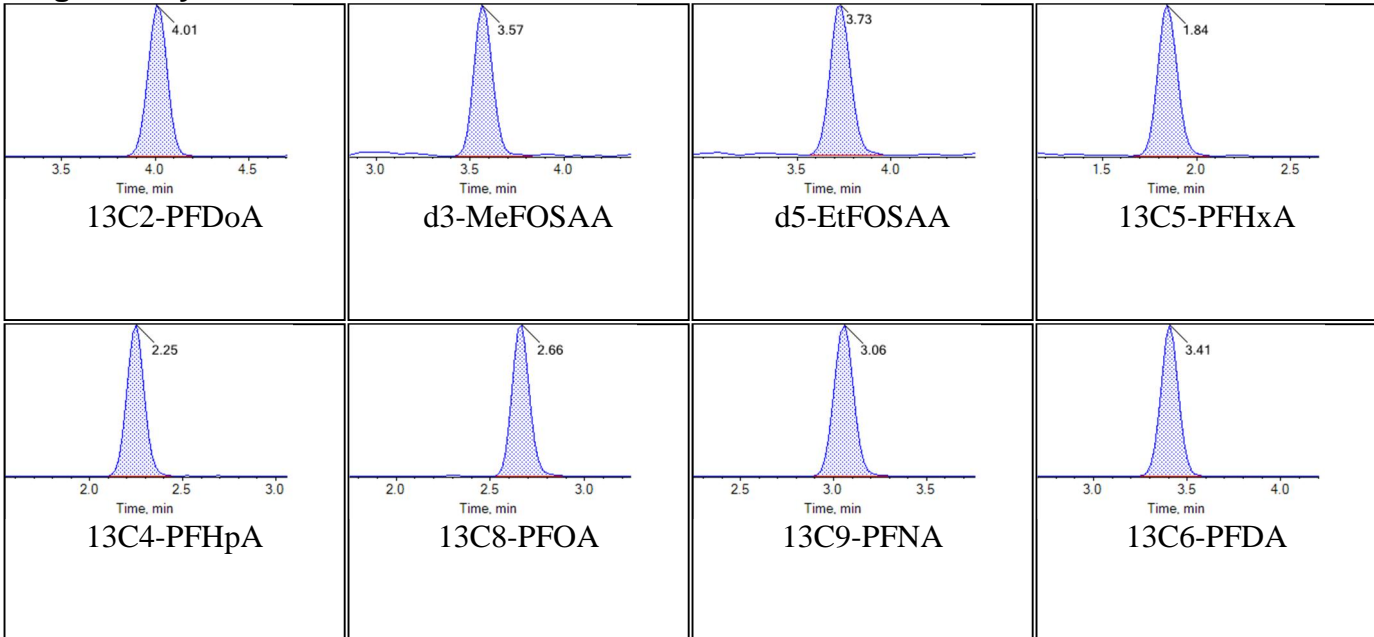 4.01
3.5 4.0 4.5
Time, min
13C2-PFDoA
3.57
3.0 3.5 4.0
Time, min
d3-MeFOSAA
3.73
3.5 4.0
Time, min
d5-EtFOSAA
1.84
1.5 2.0 2.5
Time, min
13C5-PFHxA
2.25
2.0 2.5 3.0
Time, min
13C4-PFHpA
2.66
2.0 2.5 3.0
Time, min
13C8-PFOA
3.06
2.5 3.0 3.5
Time, min
13C9-PFNA
3.41
3.0 3.5 4.0
Time, min
13C6-PFDA